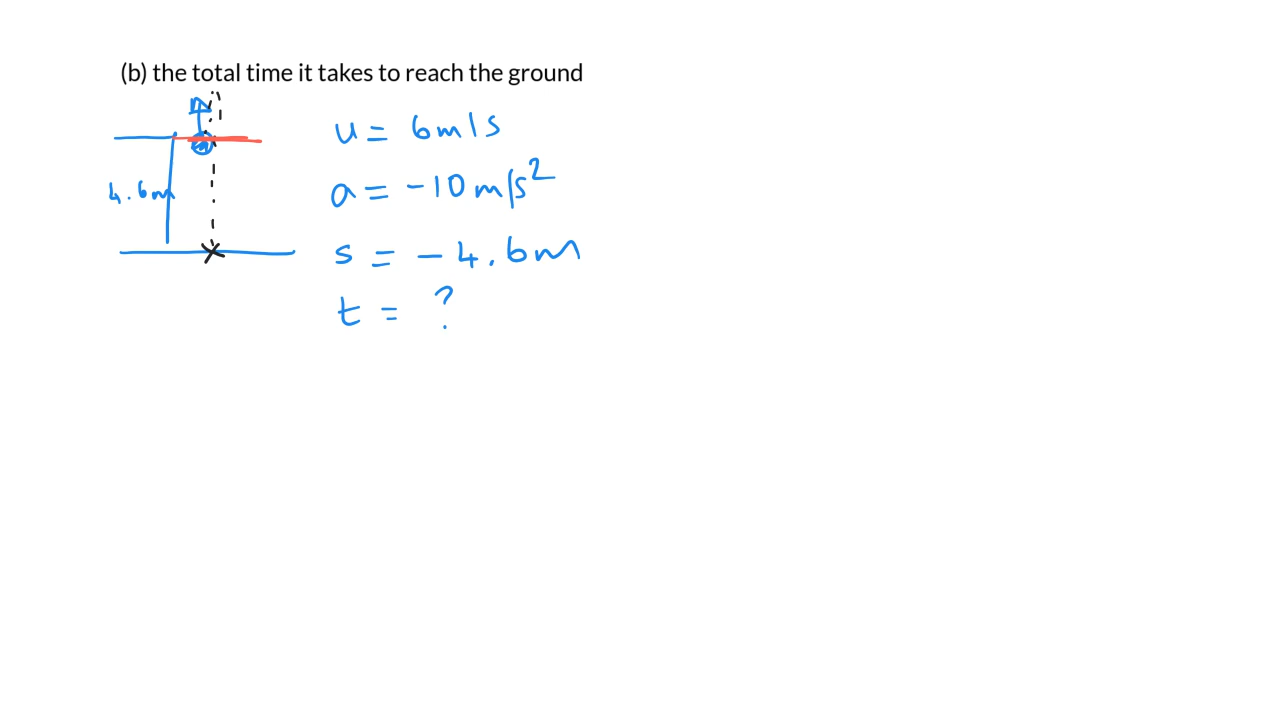 (b) the total time it takes to reach the ground
u = 6m/s
a = -10m/s²
4.6m
s = -4.6m
t = ?